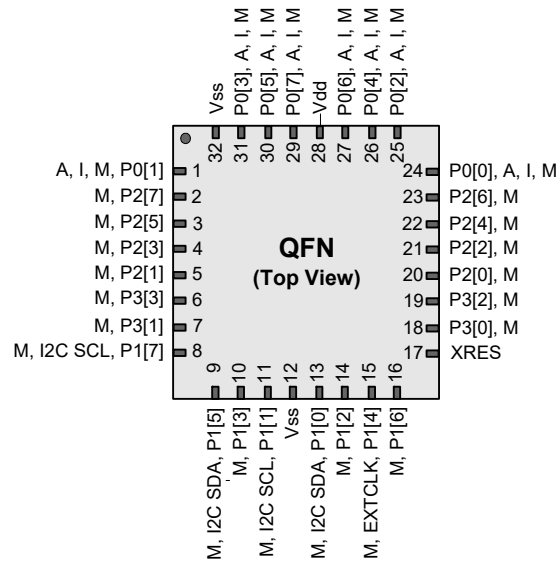 Vss
P0[3], A, I, M
P0[5], A, I, M
P0[7], A, I, M
Vdd
P0[6], A, I, M
P0[4], A, I, M
P0[2], A, I, M
32
31
30
29
28
27
26
25
A, I, M, P0[1] 1
M, P2[7] 2
M, P2[5] 3
M, P2[3] 4
M, P2[1] 5
M, P3[3] 6
M, P3[1] 7
M, I2C SCL, P1[7] 8
QFN
(Top View)
24 P0[0], A, I, M
23 P2[6], M
22 P2[4], M
21 P2[2], M
20 P2[0], M
19 P3[2], M
18 P3[0], M
17 XRES
9
10
11
12
13
14
15
16
M, I2C SDA, P1[5]
M, P1[3]
M, I2C SCL, P1[1]
Vss
M, I2C SDA, P1[0]
M, P1[2]
M, EXTCLK, P1[4]
M, P1[6]